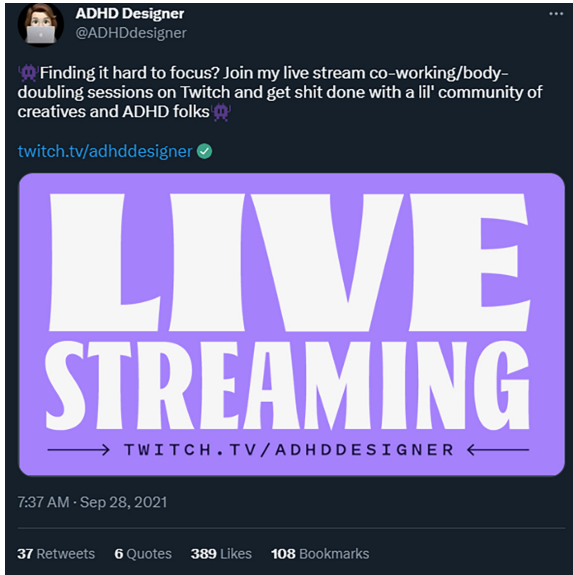 ADHD Designer
@ADHDdesigner
👾Finding it hard to focus? Join my live stream co-working/body-
doubling sessions on Twitch and get shit done with a lil' community of
creatives and ADHD folks👾
twitch.tv/adhddesigner
LIVE
STREAMING
TWITCH.TV/ADHDDESIGNER
7:37 AM · Sep 28, 2021
37 Retweets 6 Quotes 389 Likes 108 Bookmarks